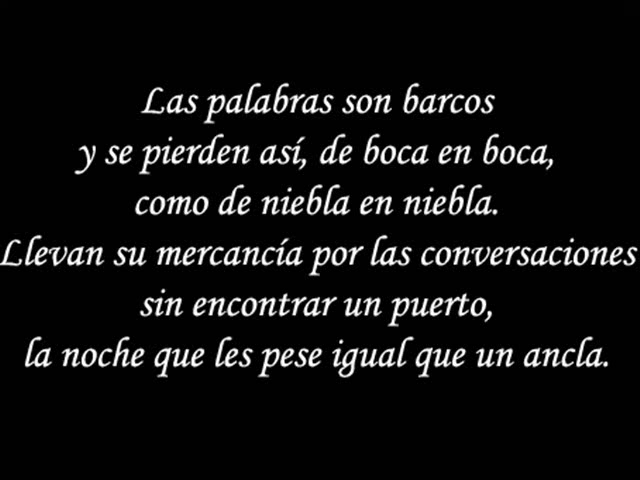 Las palabras son barcos
y se pierden así, de boca en boca,
como de niebla en niebla.
Llevan su mercancía por las conversaciones
sin encontrar un puerto,
la noche que les pese igual que un ancla.